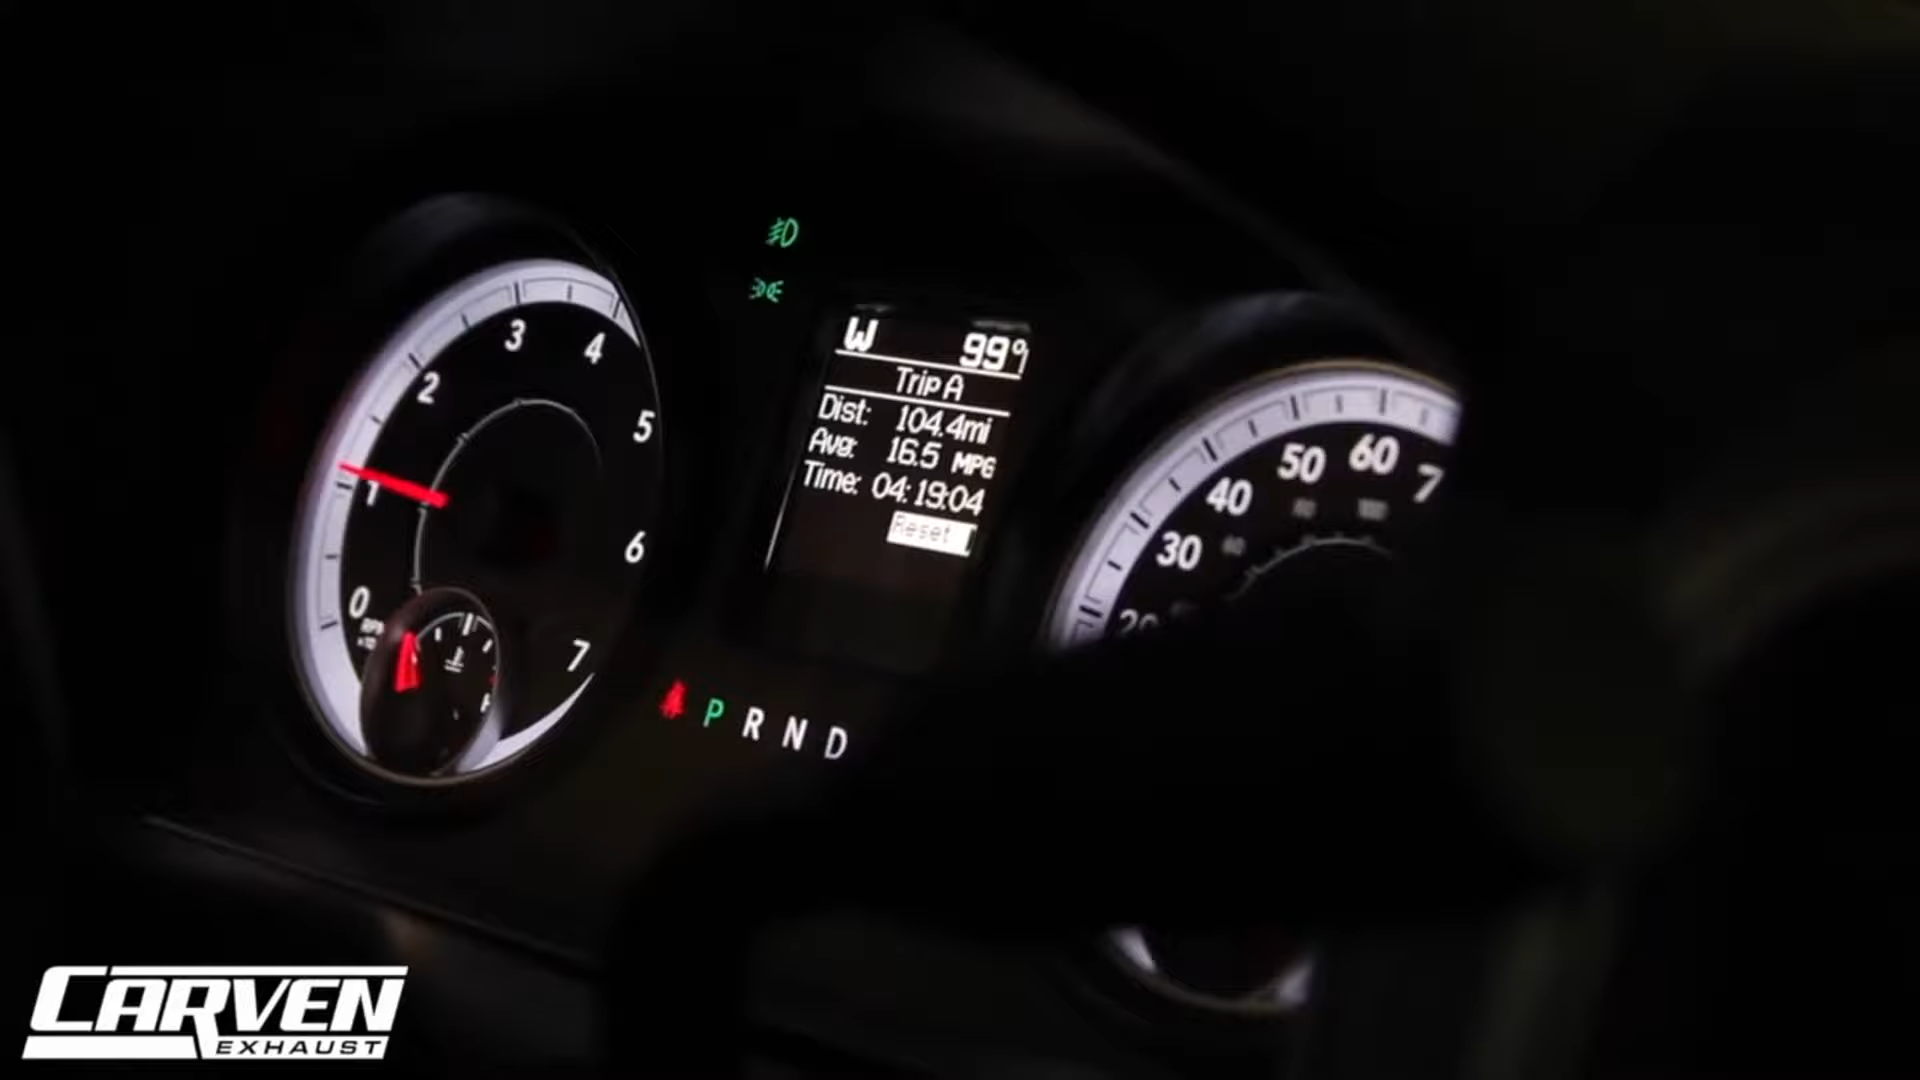 W 99°
Trip A
Dist: 104.4mi
Avg: 16.5 MPG
Time: 04:19:04
Reset
0
1
2
3
4
5
6
7
30
40
50
60
P R N D
CARVEN
EXHAUST